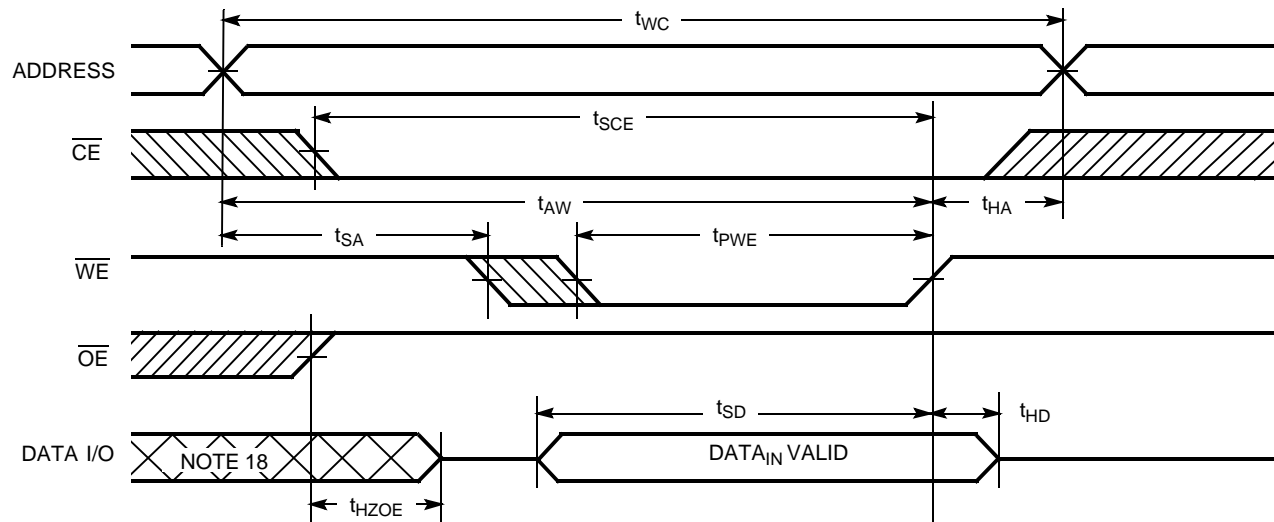 tWC
ADDRESS
tSCE
CE
tAW
tHA
tSA
tPWE
WE
OE
tSD
tHD
DATA I/O
NOTE 18
DATAIN VALID
tHZOE